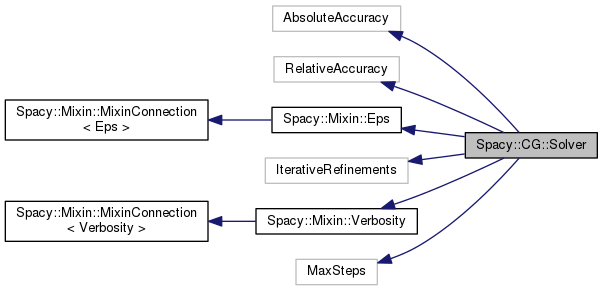 AbsoluteAccuracy
RelativeAccuracy
Spacy::Mixin::MixinConnection
< Eps >
Spacy::Mixin::Eps
Spacy::CG::Solver
IterativeRefinements
Spacy::Mixin::MixinConnection
< Verbosity >
Spacy::Mixin::Verbosity
MaxSteps